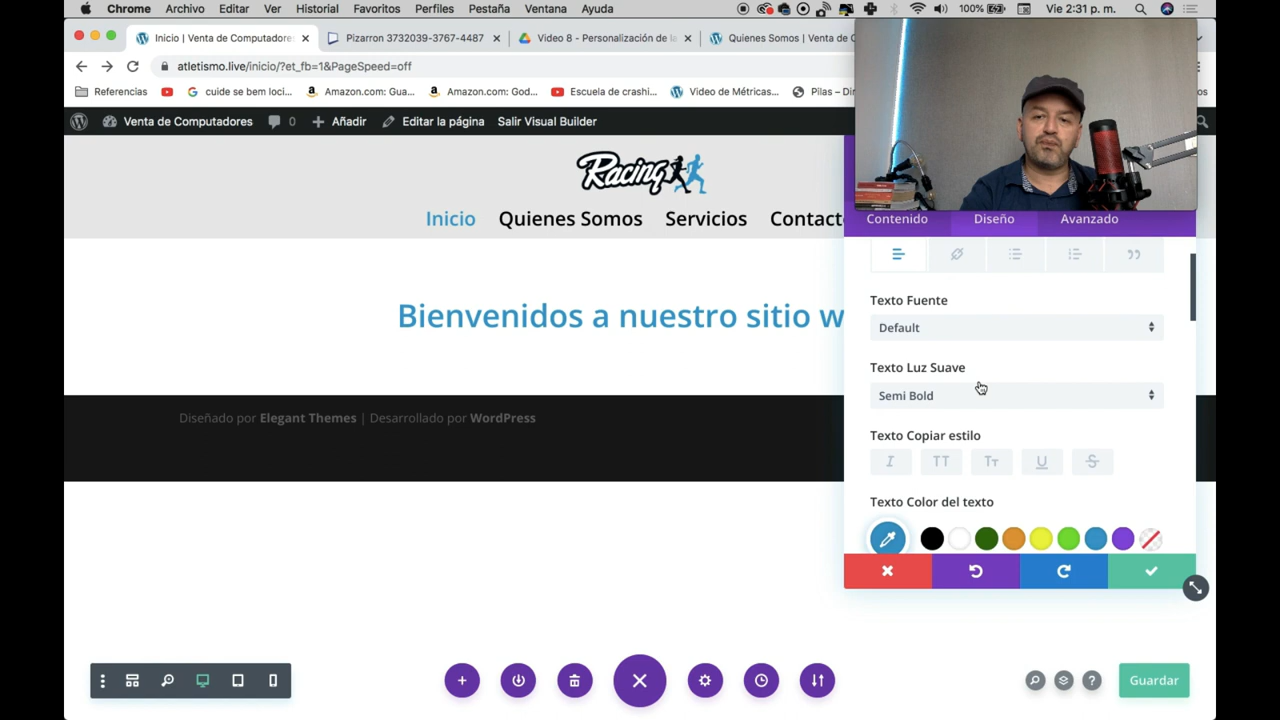 Chrome Archivo Editar Ver Historial Favoritos Perfiles Pestaña Ventana Ayuda 100% Vie 2:31 p. m.
Inicio | Venta de Computadore Pizarron 3732039-3767-4487 Video 8 - Personalización de la Quienes Somos | Venta de C
atletismo.live/inicio/?et_fb=1&PageSpeed=off
Referencias cuide se bem loci... Amazon.com: Gua... Amazon.com: God... Escuela de crashi... Video de Métricas... Pilas – Dir
Venta de Computadores 0 Añadir Editar la página Salir Visual Builder
Racing
Inicio Quienes Somos Servicios Contacto
Contenido Diseño Avanzado
Bienvenidos a nuestro sitio w
Texto Fuente
Default
Texto Luz Suave
Semi Bold
Texto Copiar estilo
I TT TT U S
Texto Color del texto
Diseñado por Elegant Themes | Desarrollado por WordPress
Guardar